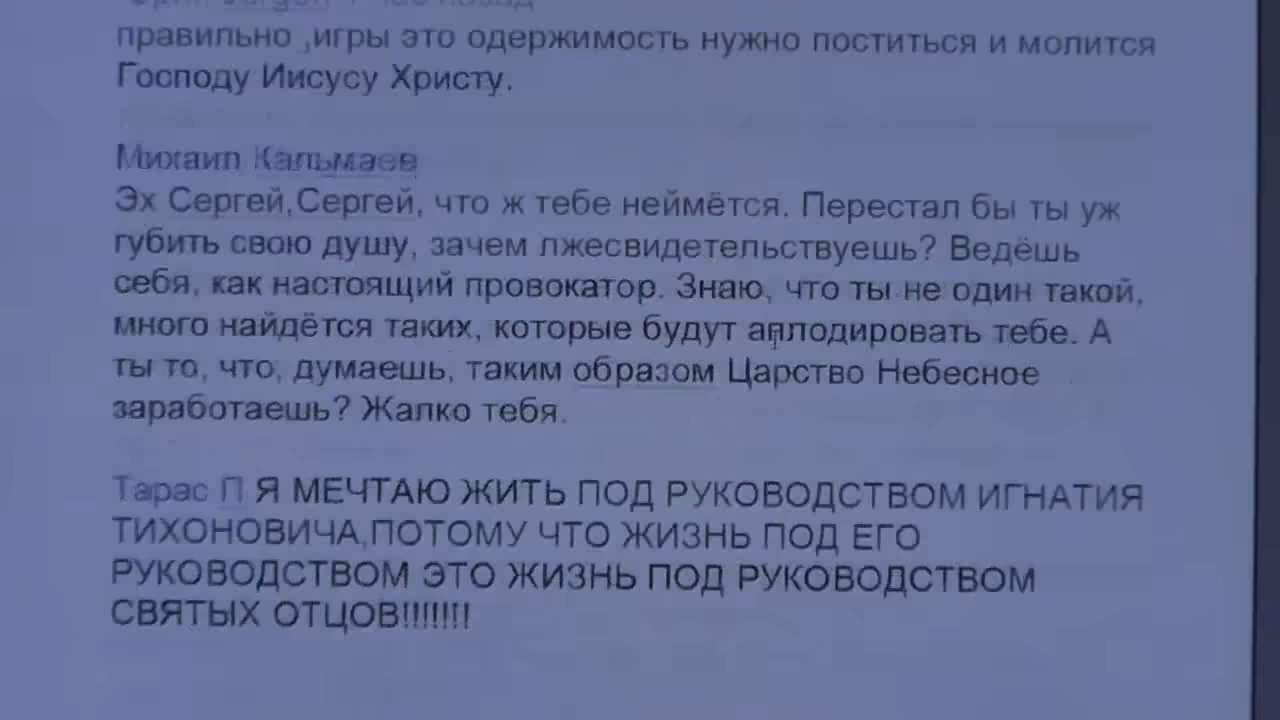 правильно ,игры это одержимость нужно поститься и молится
Господу Иисусу Христу.
Михаил Кальмаев
Эх Сергей,Сергей, что ж тебе неймётся. Перестал бы ты уж
губить свою душу, зачем лжесвидетельствуешь? Ведёшь
себя, как настоящий провокатор. Знаю, что ты не один такой,
много найдётся таких, которые будут аплодировать тебе. А
ты то, что, думаешь, таким образом Царство Небесное
заработаешь? Жалко тебя.
Тарас П Я МЕЧТАЮ ЖИТЬ ПОД РУКОВОДСТВОМ ИГНАТИЯ
ТИХОНОВИЧА,ПОТОМУ ЧТО ЖИЗНЬ ПОД ЕГО
РУКОВОДСТВОМ ЭТО ЖИЗНЬ ПОД РУКОВОДСТВОМ
СВЯТЫХ ОТЦОВ!!!!!!!